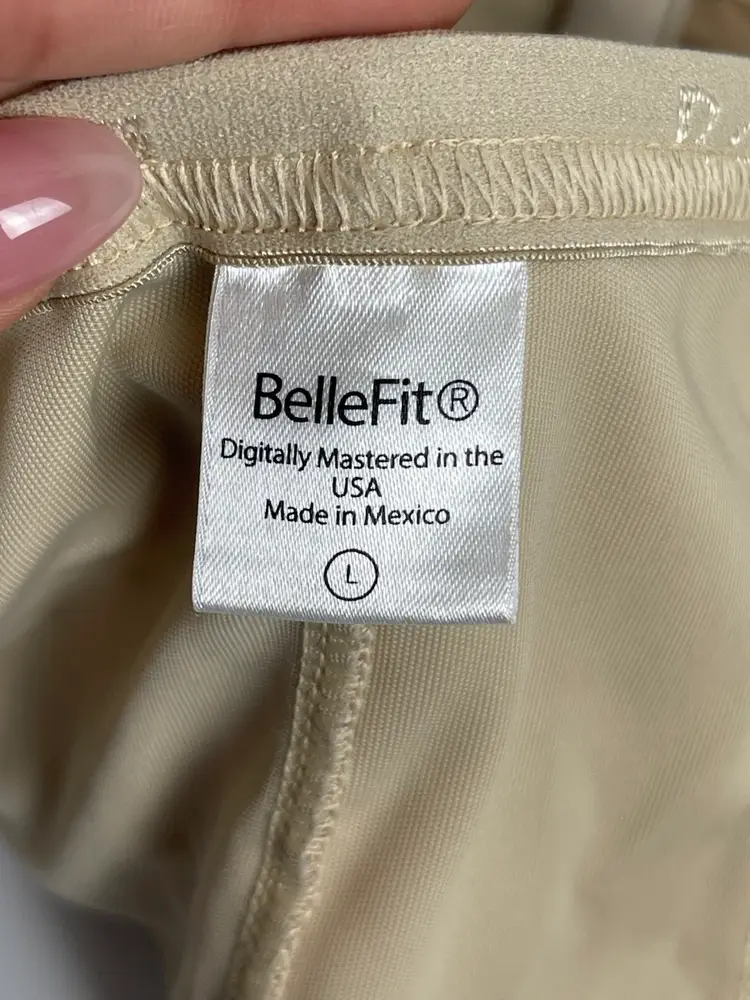 BelleFit®
Digitally Mastered in the
USA
Made in Mexico
L